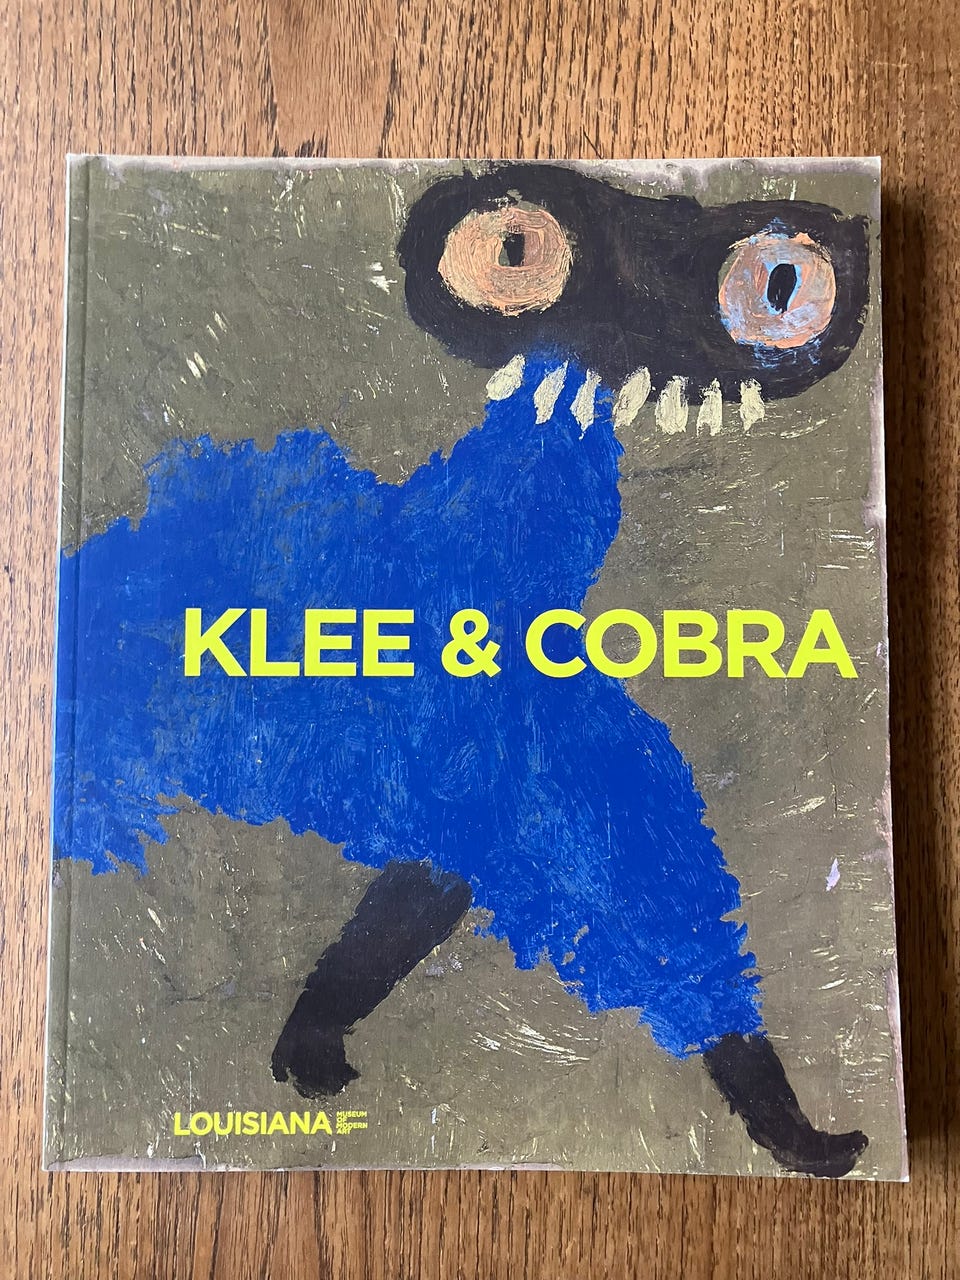 KLEE & COBRA
LOUISIANA
MUSEUM
OF
MODERN
ART